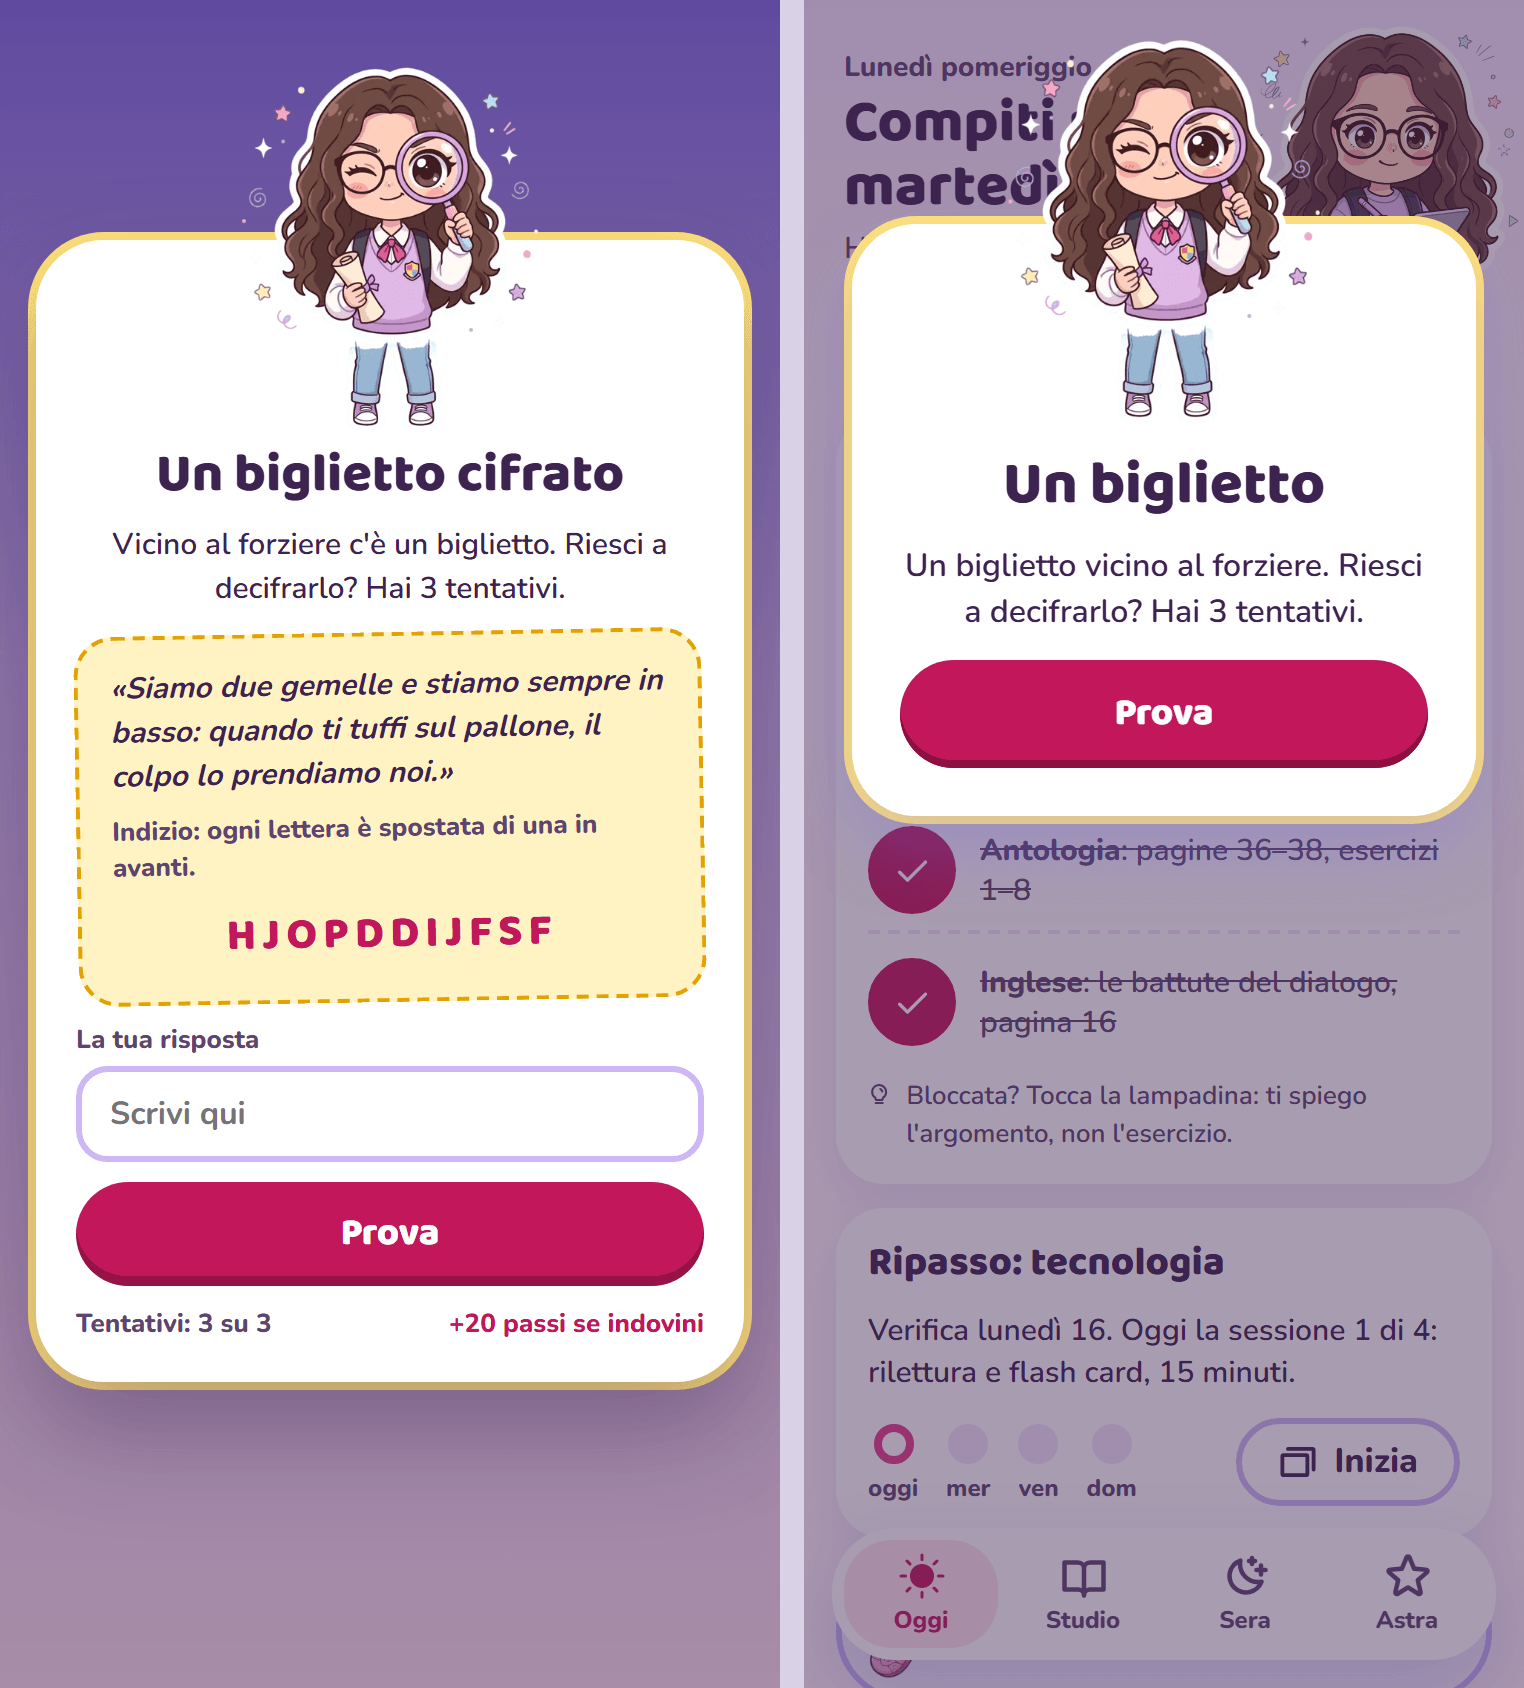 Un biglietto cifrato
Vicino al forziere c'è un biglietto. Riesci a
decifrarlo? Hai 3 tentativi.
«Siamo due gemelle e stiamo sempre in
basso: quando ti tuffi sul pallone, il
colpo lo prendiamo noi.»
Indizio: ogni lettera è spostata di una in
avanti.
HJOPDDIJFSF
La tua risposta
Scrivi qui
Prova
Tentativi: 3 su 3
+20 passi se indovini
Lunedì pomeriggio
Compiti
martedì
Un biglietto
Un biglietto vicino al forziere. Riesci
a decifrarlo? Hai 3 tentativi.
Prova
Antologia: pagine 36–38, esercizi
1–8
Inglese: le battute del dialogo,
pagina 16
Bloccata? Tocca la lampadina: ti spiego
l'argomento, non l'esercizio.
Ripasso: tecnologia
Verifica lunedì 16. Oggi la sessione 1 di 4:
rilettura e flash card, 15 minuti.
oggi
mer
ven
dom
Inizia
Oggi
Studio
Sera
Astra